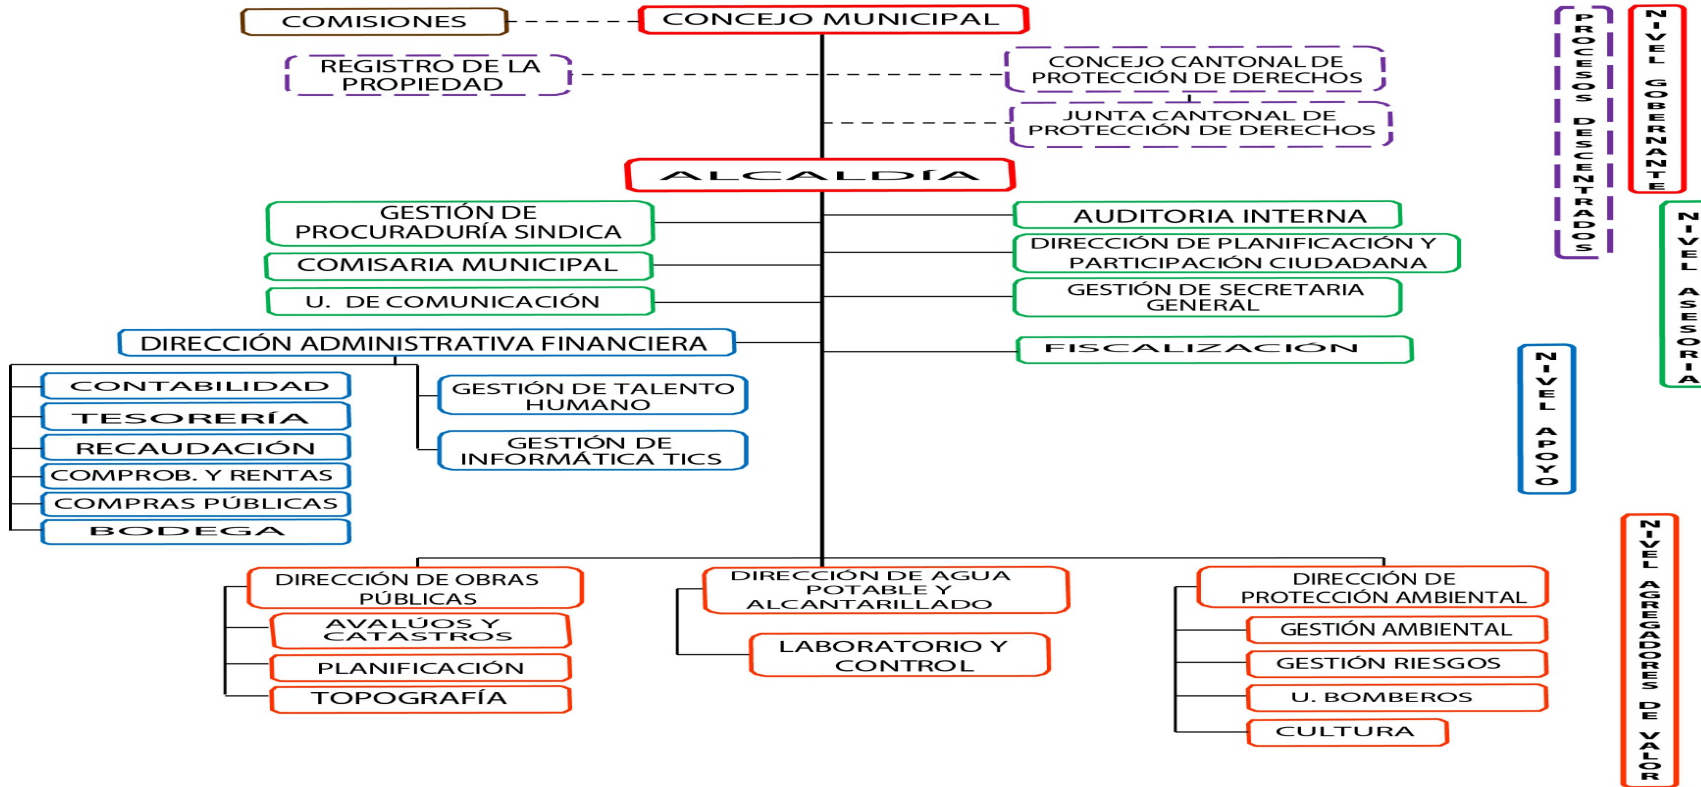 COMISIONES
CONCEJO MUNICIPAL
REGISTRO DE LA
PROPIEDAD
CONCEJO CANTONAL DE
PROTECCIÓN DE DERECHOS
JUNTA CANTONAL DE
PROTECCIÓN DE DERECHOS
ALCALDÍA
GESTIÓN DE
PROCURADURÍA SINDICA
COMISARIA MUNICIPAL
U. DE COMUNICACIÓN
AUDITORIA INTERNA
DIRECCIÓN DE PLANIFICACIÓN Y
PARTICIPACIÓN CIUDADANA
GESTIÓN DE SECRETARIA
GENERAL
FISCALIZACIÓN
DIRECCIÓN ADMINISTRATIVA FINANCIERA
CONTABILIDAD
TESORERÍA
RECAUDACIÓN
COMPROB. Y RENTAS
COMPRAS PÚBLICAS
BODEGA
GESTIÓN DE TALENTO
HUMANO
GESTIÓN DE
INFORMÁTICA TICS
DIRECCIÓN DE OBRAS
PÚBLICAS
AVALÚOS Y
CATASTROS
PLANIFICACIÓN
TOPOGRAFÍA
DIRECCIÓN DE AGUA
POTABLE Y
ALCANTARILLADO
LABORATORIO Y
CONTROL
DIRECCIÓN DE
PROTECCIÓN AMBIENTAL
GESTIÓN AMBIENTAL
GESTIÓN RIESGOS
U. BOMBEROS
CULTURA
PROCESOS DESCENTRADOS
NIVEL GOBERNANTE
NIVEL ASESORIA
NIVEL APOYO
NIVEL AGREGADORES DE VALOR